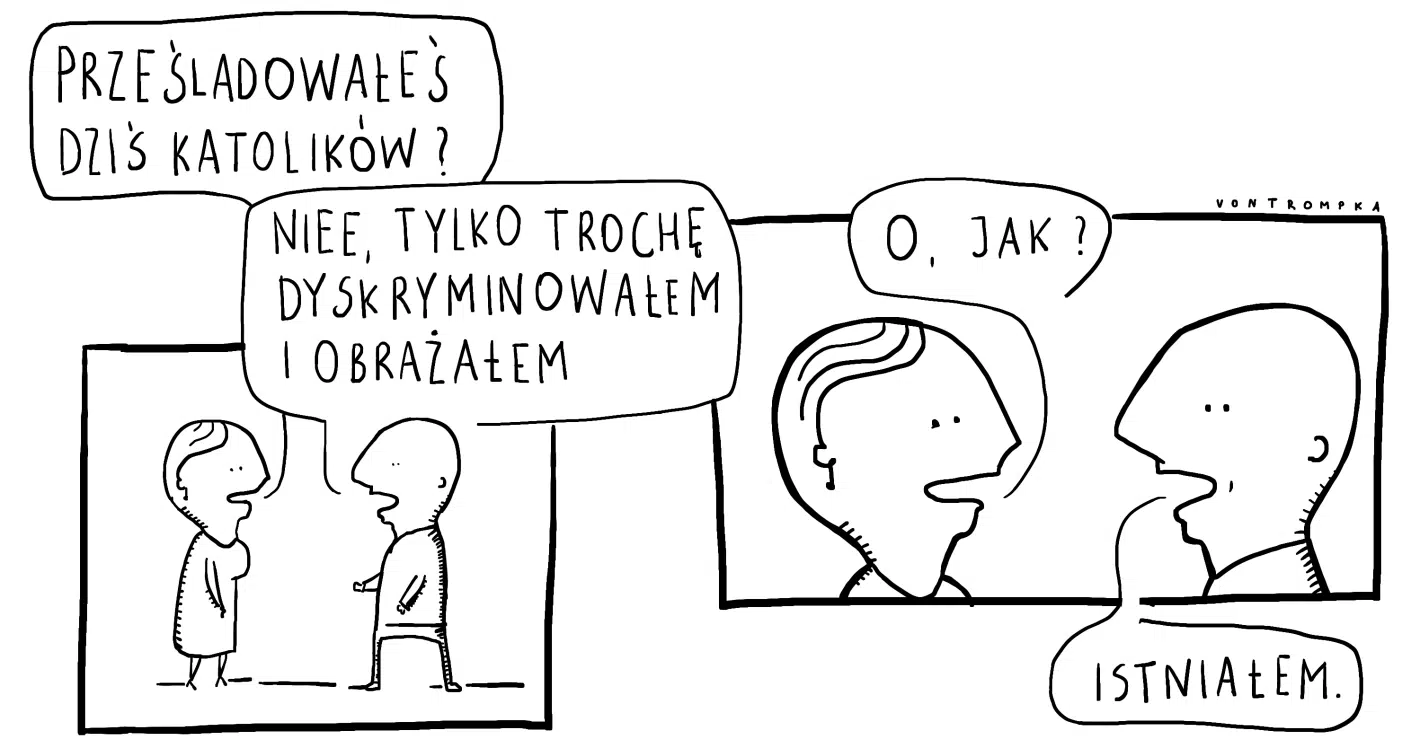 PRZEŚLADOWAŁEŚ
DZIŚ KATOLIKÓW?
NIEE, TYLKO TROCHĘ
DYSKRYMINOWAŁEM
I OBRAŻAŁEM
VONTROMPKA
O, JAK?
ISTNIAŁEM.